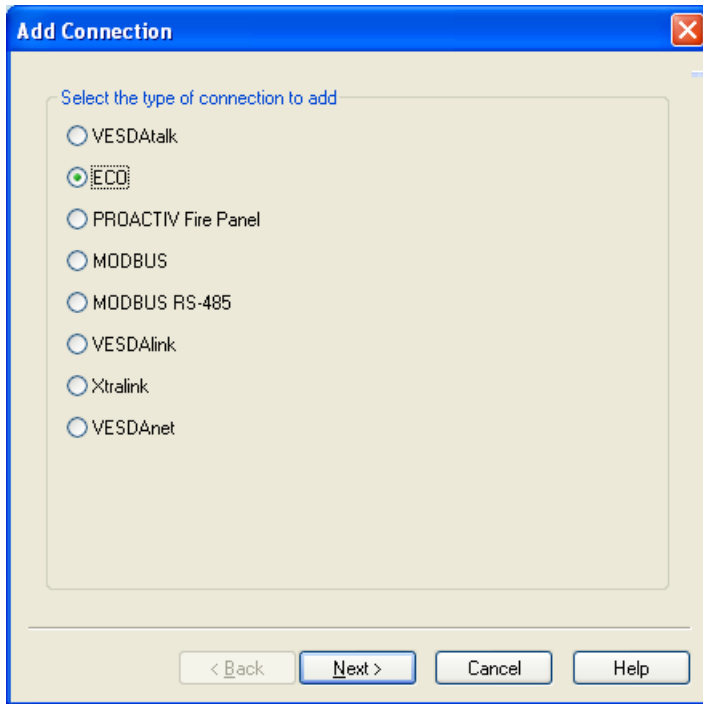 Add Connection
Select the type of connection to add
VESDAtalk
ECO
PROACTIV Fire Panel
MODBUS
MODBUS RS-485
VESDAlink
Xtralink
VESDAnet
< Back Next > Cancel Help